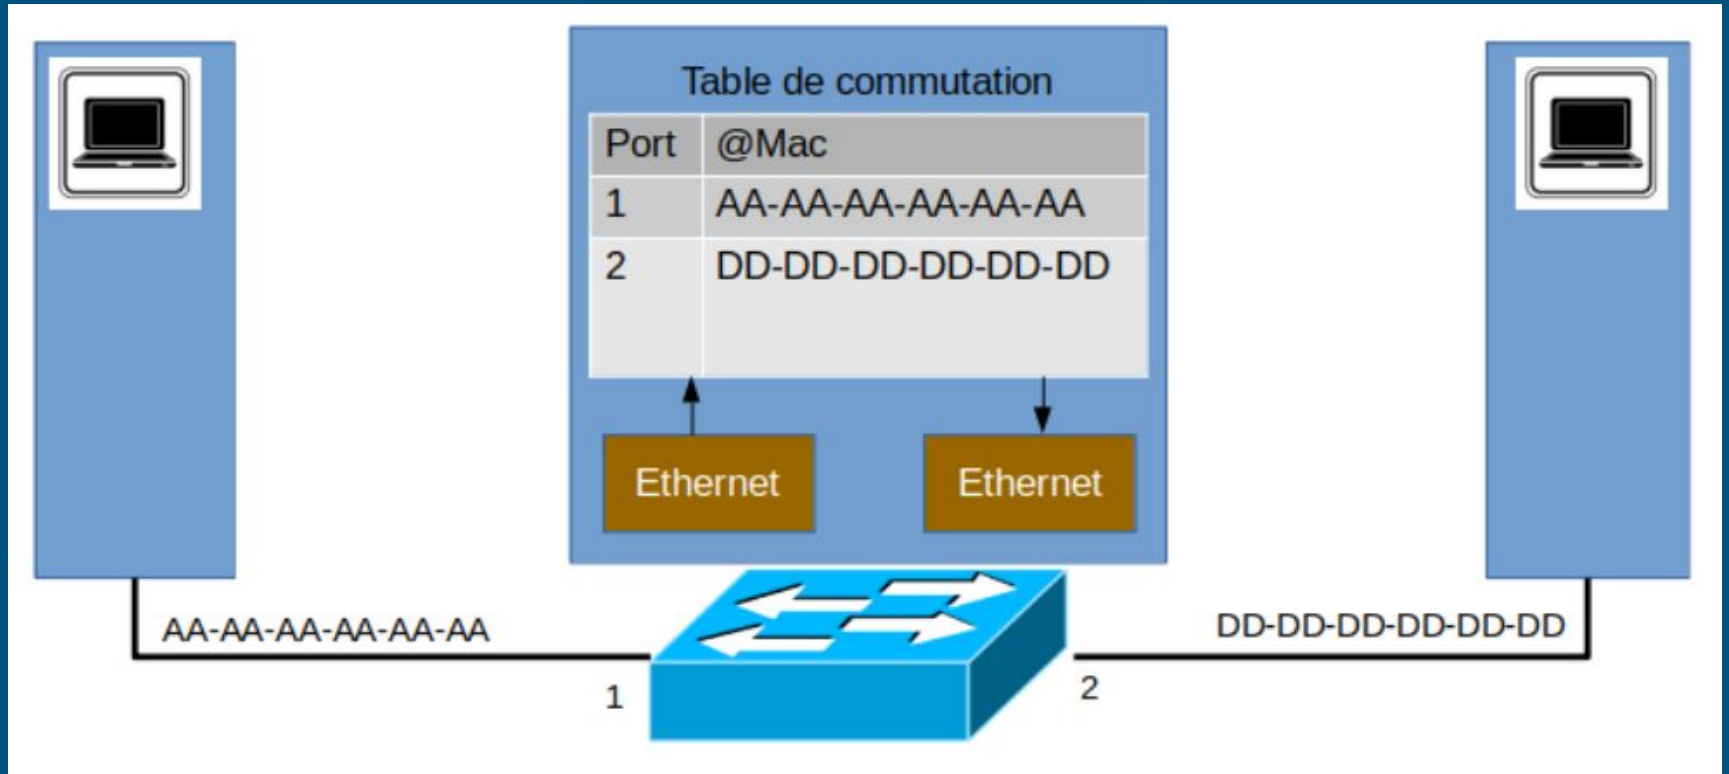 Table de commutation
Port @Mac
1 AA-AA-AA-AA-AA-AA
2 DD-DD-DD-DD-DD-DD
Ethernet Ethernet
AA-AA-AA-AA-AA-AA DD-DD-DD-DD-DD-DD
1 2